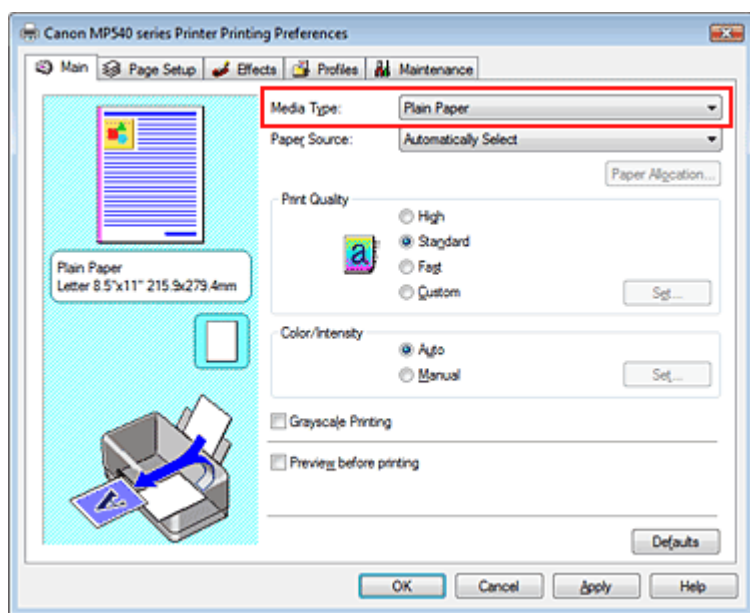 Canon MP540 series Printer Printing Preferences
Main Page Setup Effects Profiles Maintenance
Media Type: Plain Paper
Paper Source: Automatically Select
Paper Allocation...
Print Quality
High
a Standard
Fast
Custom Set...
Plain Paper
Letter 8.5"x11" 215.9x279.4mm
Color/Intensity
Auto
Manual Set...
Grayscale Printing
Preview before printing
Defaults
OK Cancel Apply Help